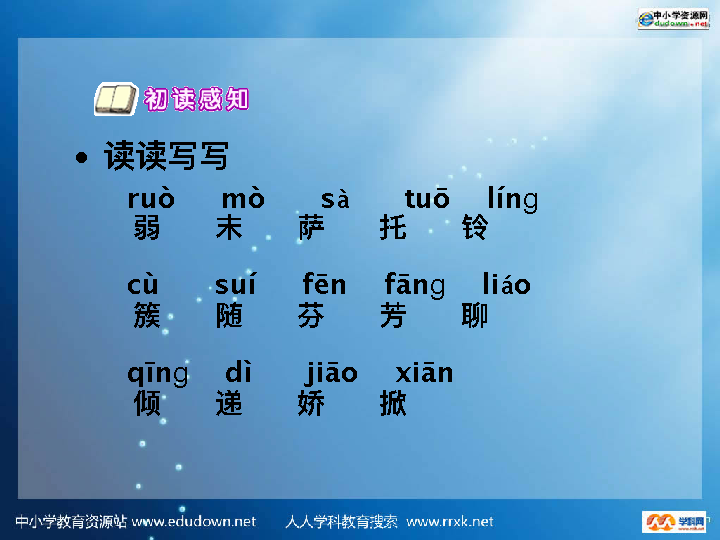 中小学资源网
edudown.net
初读感知
• 读读写写
ruò mò sà tuō líng
弱 末 萨 托 铃
cù suí fēn fāng liáo
簇 随 芬 芳 聊
qīng dì jiāo xiān
倾 递 娇 掀
中小学教育资源站 www.edudown.net 人人学科教育搜索 www.rrxk.net
学科网